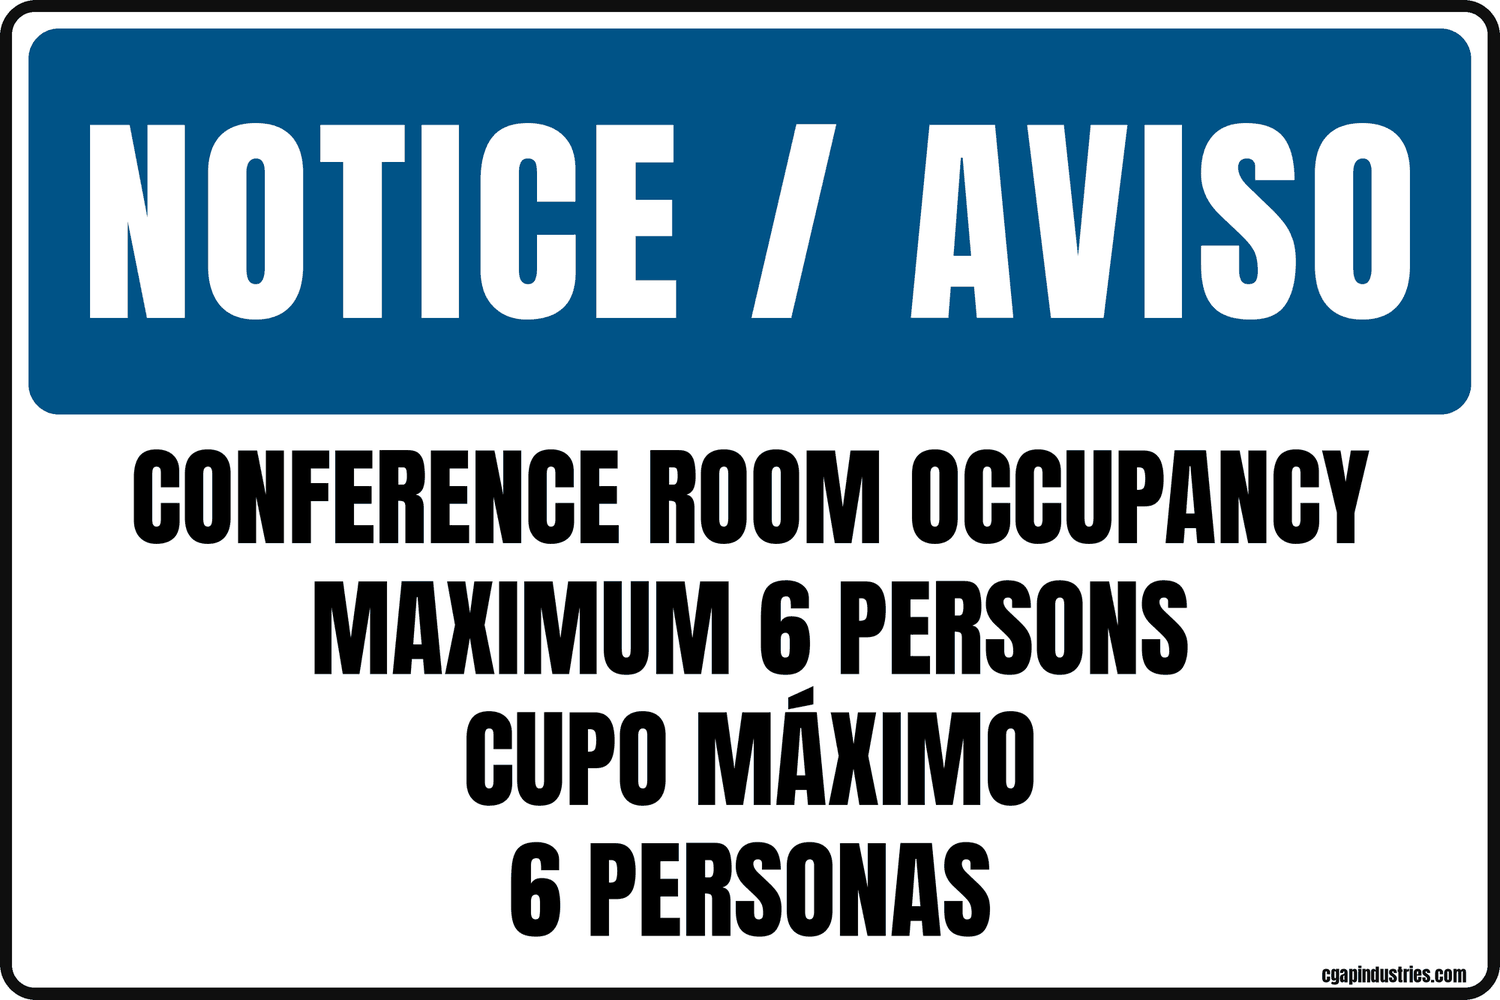 NOTICE / AVISO
CONFERENCE ROOM OCCUPANCY
MAXIMUM 6 PERSONS
CUPO MÁXIMO
6 PERSONAS
cgapindustries.com